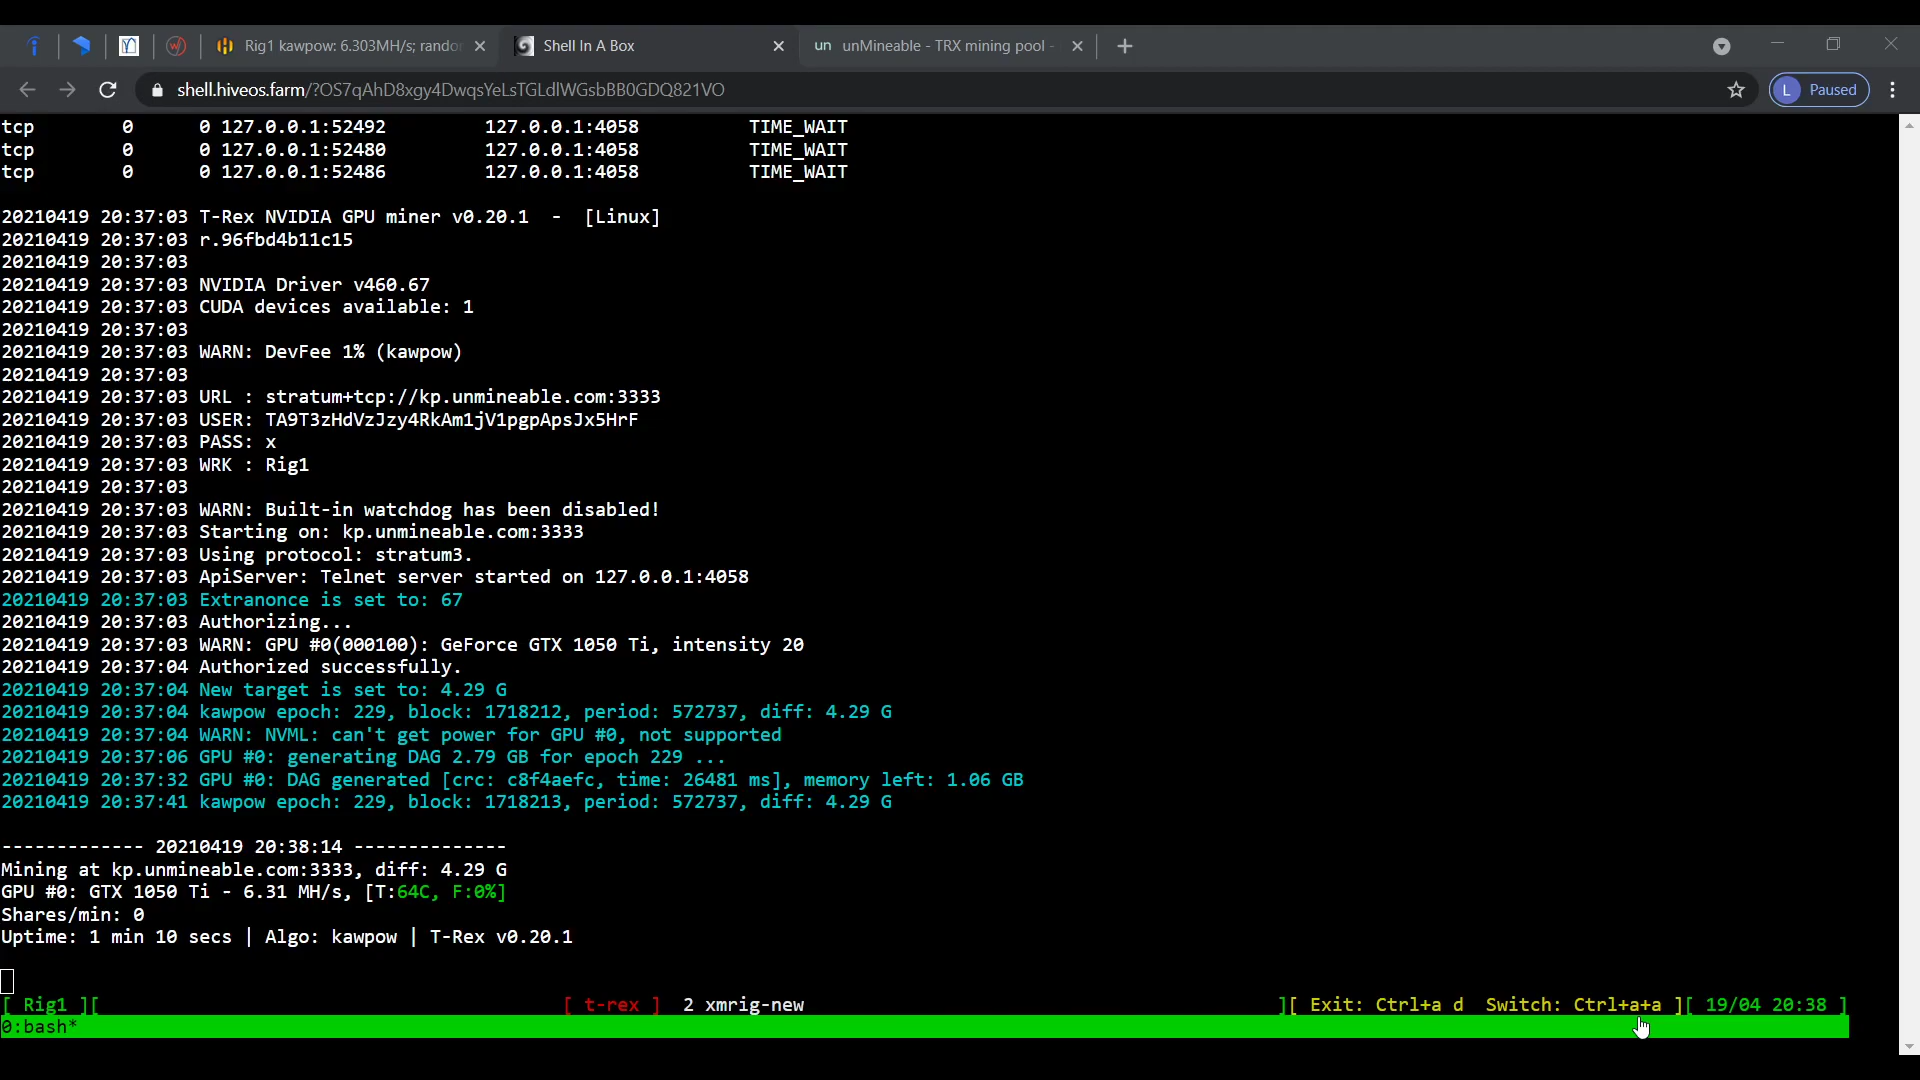 Rig1 kawpow: 6.303MH/s; rando
Shell In A Box
un unMineable - TRX mining pool -
shell.hiveos.farm/?OS7qAhD8xgy4DwqsYeLsTGLdlWGsbBB0GDQ821VO
L Paused
tcp 0 0 127.0.0.1:52492 127.0.0.1:4058 TIME_WAIT
tcp 0 0 127.0.0.1:52480 127.0.0.1:4058 TIME_WAIT
tcp 0 0 127.0.0.1:52486 127.0.0.1:4058 TIME_WAIT
20210419 20:37:03 T-Rex NVIDIA GPU miner v0.20.1 - [Linux]
20210419 20:37:03 r.96fbd4b11c15
20210419 20:37:03
20210419 20:37:03 NVIDIA Driver v460.67
20210419 20:37:03 CUDA devices available: 1
20210419 20:37:03
20210419 20:37:03 WARN: DevFee 1% (kawpow)
20210419 20:37:03
20210419 20:37:03 URL : stratum+tcp://kp.unmineable.com:3333
20210419 20:37:03 USER: TA9T3zHdVzJzy4RkAm1jV1pgpApsJx5HrF
20210419 20:37:03 PASS: x
20210419 20:37:03 WRK : Rig1
20210419 20:37:03
20210419 20:37:03 WARN: Built-in watchdog has been disabled!
20210419 20:37:03 Starting on: kp.unmineable.com:3333
20210419 20:37:03 Using protocol: stratum3.
20210419 20:37:03 ApiServer: Telnet server started on 127.0.0.1:4058
20210419 20:37:03 Extranonce is set to: 67
20210419 20:37:03 Authorizing...
20210419 20:37:03 WARN: GPU #0(000100): GeForce GTX 1050 Ti, intensity 20
20210419 20:37:04 Authorized successfully.
20210419 20:37:04 New target is set to: 4.29 G
20210419 20:37:04 kawpow epoch: 229, block: 1718212, period: 572737, diff: 4.29 G
20210419 20:37:04 WARN: NVML: can't get power for GPU #0, not supported
20210419 20:37:06 GPU #0: generating DAG 2.79 GB for epoch 229 ...
20210419 20:37:32 GPU #0: DAG generated [crc: c8f4aefc, time: 26481 ms], memory left: 1.06 GB
20210419 20:37:41 kawpow epoch: 229, block: 1718213, period: 572737, diff: 4.29 G
------------- 20210419 20:38:14 --------------
Mining at kp.unmineable.com:3333, diff: 4.29 G
GPU #0: GTX 1050 Ti - 6.31 MH/s, [T:64C, F:0%]
Shares/min: 0
Uptime: 1 min 10 secs | Algo: kawpow | T-Rex v0.20.1
[ Rig1 ][ [ t-rex ] 2 xmrig-new ][ Exit: Ctrl+a d Switch: Ctrl+a+a ][ 19/04 20:38 ]
0:bash*